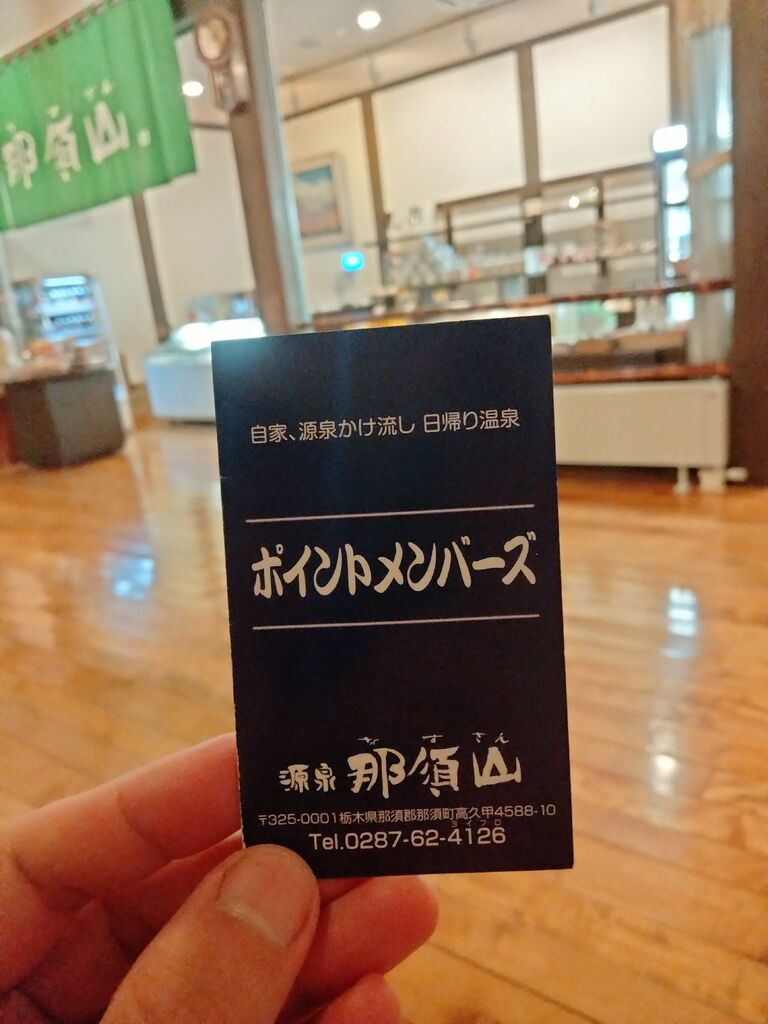 那須山
自家、源泉かけ流し 日帰り温泉
ポイントメンバーズ
なすさん
源泉 那須山
〒325-0001栃木県那須郡那須町高久甲4588-10
ヨイフロ
Tel.0287-62-4126